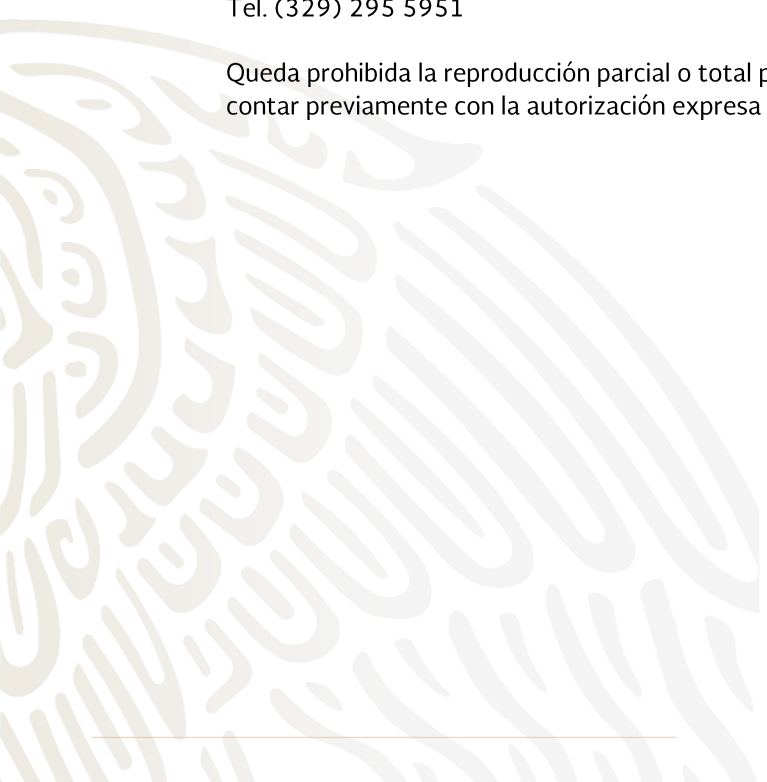 Tel. (329) 295 5951
Queda prohibida la reproducción parcial o total
contar previamente con la autorización expresa